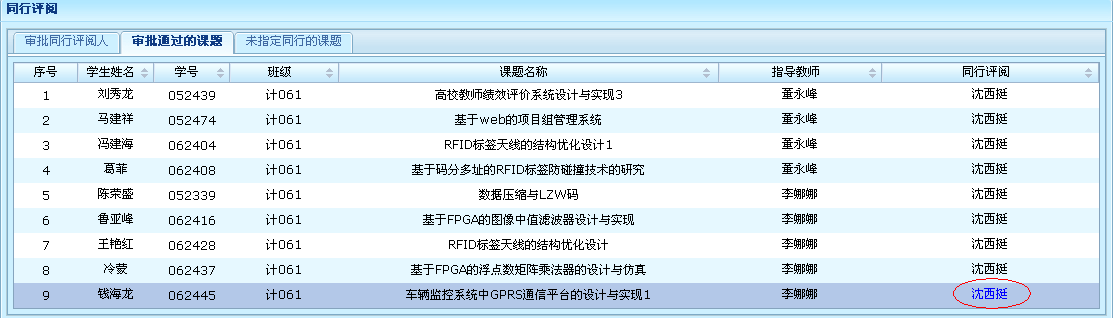 同行评阅
审批同行评阅人 审批通过的课题 未指定同行的课题
序号 学生姓名 学号 班级 课题名称 指导教师 同行评阅
1 刘秀龙 052439 计061 高校教师绩效评价系统设计与实现3 董永峰 沈西挺
2 马建祥 052474 计061 基于web的项目组管理系统 董永峰 沈西挺
3 冯建海 062404 计061 RFID标签天线的结构优化设计1 董永峰 沈西挺
4 葛菲 062408 计061 基于码分多址的RFID标签防碰撞技术的研究 董永峰 沈西挺
5 陈荣盛 052339 计061 数据压缩与LZW码 李娜娜 沈西挺
6 鲁亚峰 062416 计061 基于FPGA的图像中值滤波器设计与实现 李娜娜 沈西挺
7 王艳红 062428 计061 RFID标签天线的结构优化设计 李娜娜 沈西挺
8 冷蒙 062437 计061 基于FPGA的浮点数矩阵乘法器的设计与仿真 李娜娜 沈西挺
9 钱海龙 062445 计061 车辆监控系统中GPRS通信平台的设计与实现1 李娜娜 沈西挺